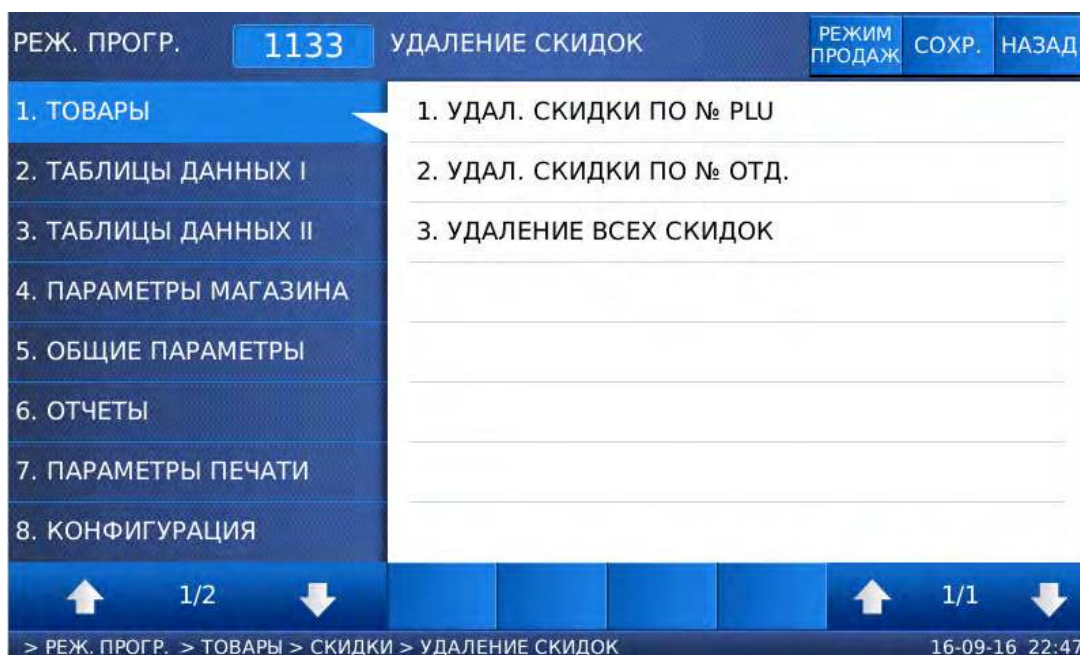 РЕЖ. ПРОГР. 1133 УДАЛЕНИЕ СКИДОК РЕЖИМ ПРОДАЖ СОХР. НАЗАД
1. ТОВАРЫ
2. ТАБЛИЦЫ ДАННЫХ I
3. ТАБЛИЦЫ ДАННЫХ II
4. ПАРАМЕТРЫ МАГАЗИНА
5. ОБЩИЕ ПАРАМЕТРЫ
6. ОТЧЕТЫ
7. ПАРАМЕТРЫ ПЕЧАТИ
8. КОНФИГУРАЦИЯ
1. УДАЛ. СКИДКИ ПО № PLU
2. УДАЛ. СКИДКИ ПО № ОТД.
3. УДАЛЕНИЕ ВСЕХ СКИДОК
1/2 1/1
> РЕЖ. ПРОГР. > ТОВАРЫ > СКИДКИ > УДАЛЕНИЕ СКИДОК 16-09-16 22:47